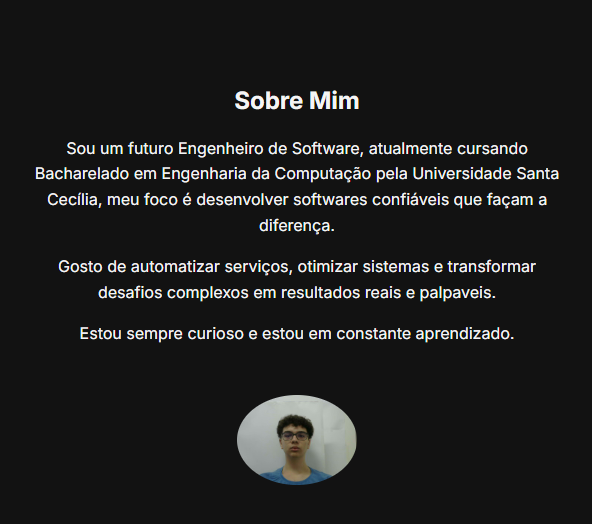 Sobre Mim
Sou um futuro Engenheiro de Software, atualmente cursando
Bacharelado em Engenharia da Computação pela Universidade Santa
Cecília, meu foco é desenvolver softwares confiáveis que façam a
diferença.
Gosto de automatizar serviços, otimizar sistemas e transformar
desafios complexos em resultados reais e palpaveis.
Estou sempre curioso e estou em constante aprendizado.